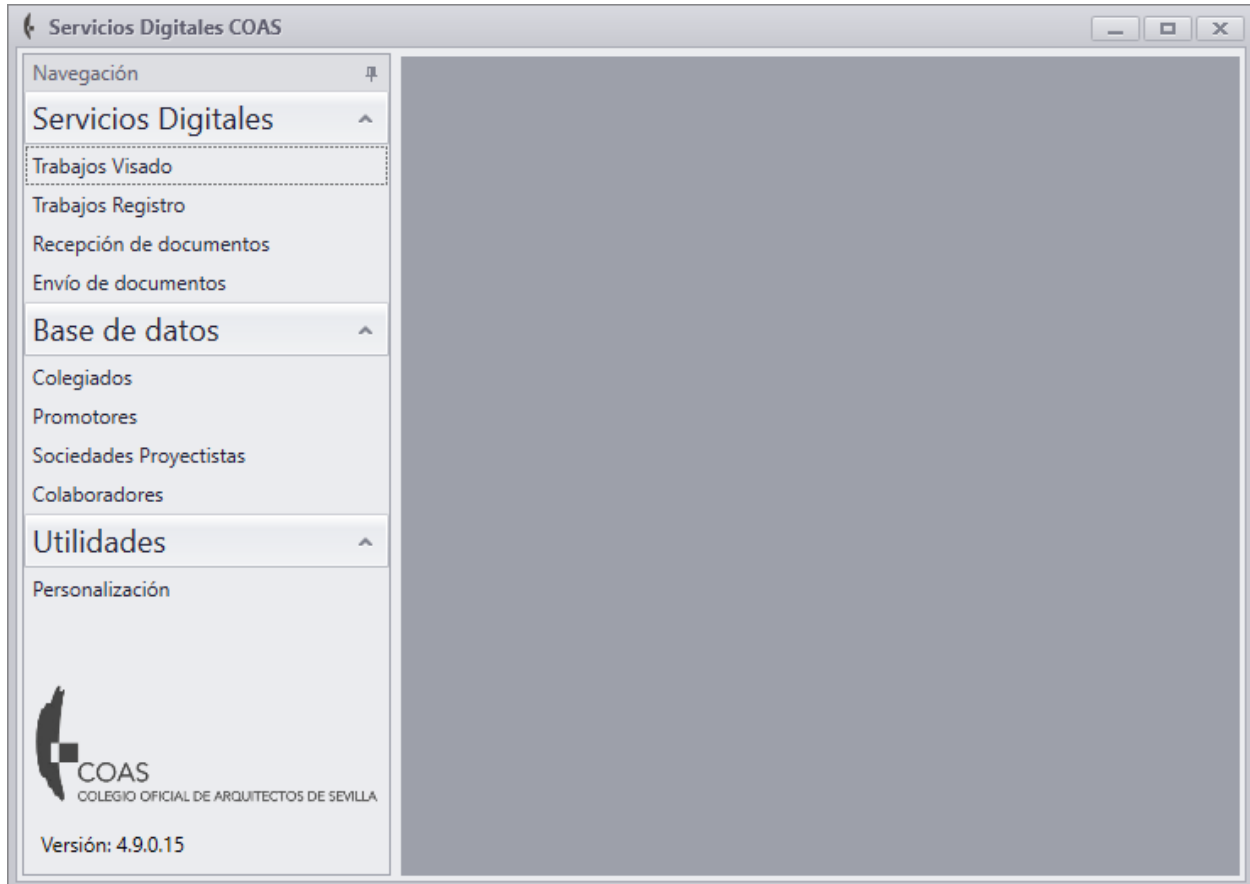 Servicios Digitales COAS
Navegación
Servicios Digitales
Trabajos Visado
Trabajos Registro
Recepción de documentos
Envío de documentos
Base de datos
Colegiados
Promotores
Sociedades Proyectistas
Colaboradores
Utilidades
Personalización
COAS
COLEGIO OFICIAL DE ARQUITECTOS DE SEVILLA
Versión: 4.9.0.15